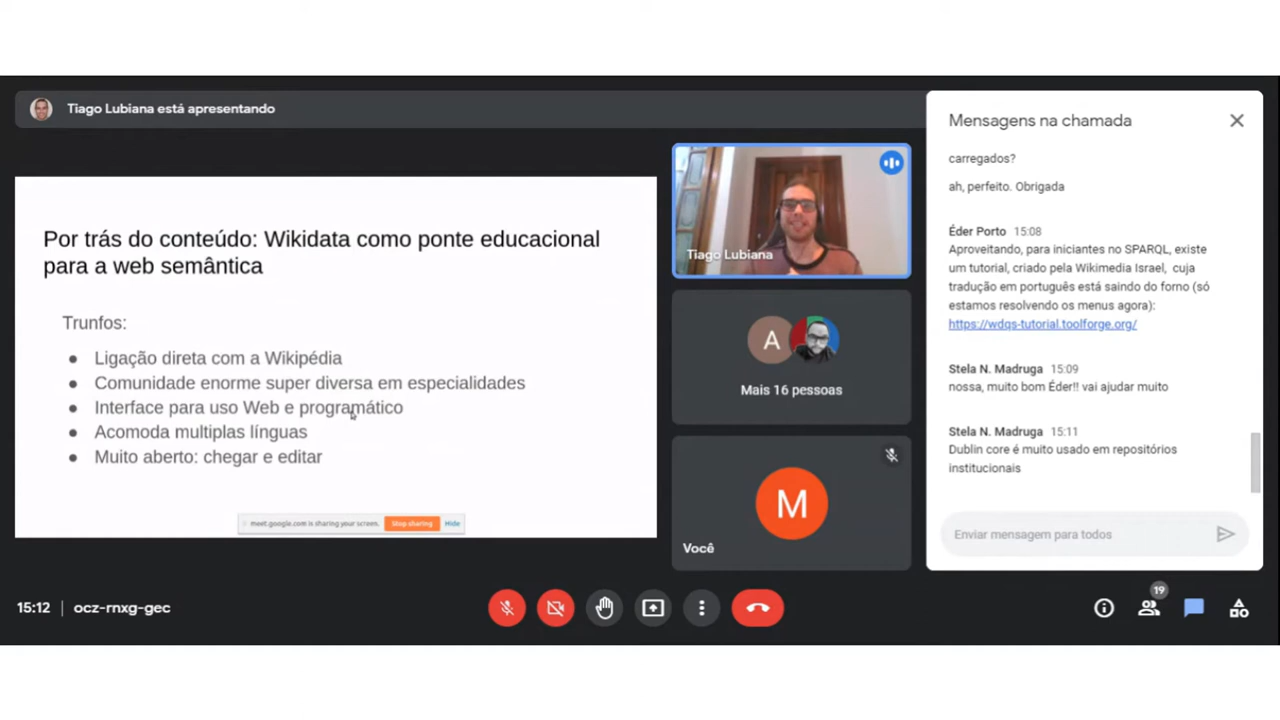 Tiago Lubiana está apresentando
Por trás do conteúdo: Wikidata como ponte educacional
para a web semântica
Trunfos:
● Ligação direta com a Wikipédia
● Comunidade enorme super diversa em especialidades
● Interface para uso Web e programático
● Acomoda multiplas línguas
● Muito aberto: chegar e editar
meet.google.com is sharing your screen. Stop sharing Hide
Tiago Lubiana
A
Mais 16 pessoas
M
Você
Mensagens na chamada
carregados?
ah, perfeito. Obrigada
Éder Porto 15:08
Aproveitando, para iniciantes no SPARQL, existe
um tutorial, criado pela Wikimedia Israel, cuja
tradução em português está saindo do forno (só
estamos resolvendo os menus agora):
https://wdqs-tutorial.toolforge.org/
Stela N. Madruga 15:09
nossa, muito bom Éder!! vai ajudar muito
Stela N. Madruga 15:11
Dublin core é muito usado em repositórios
institucionais
Enviar mensagem para todos
15:12 | ocz-rnxg-gec
19